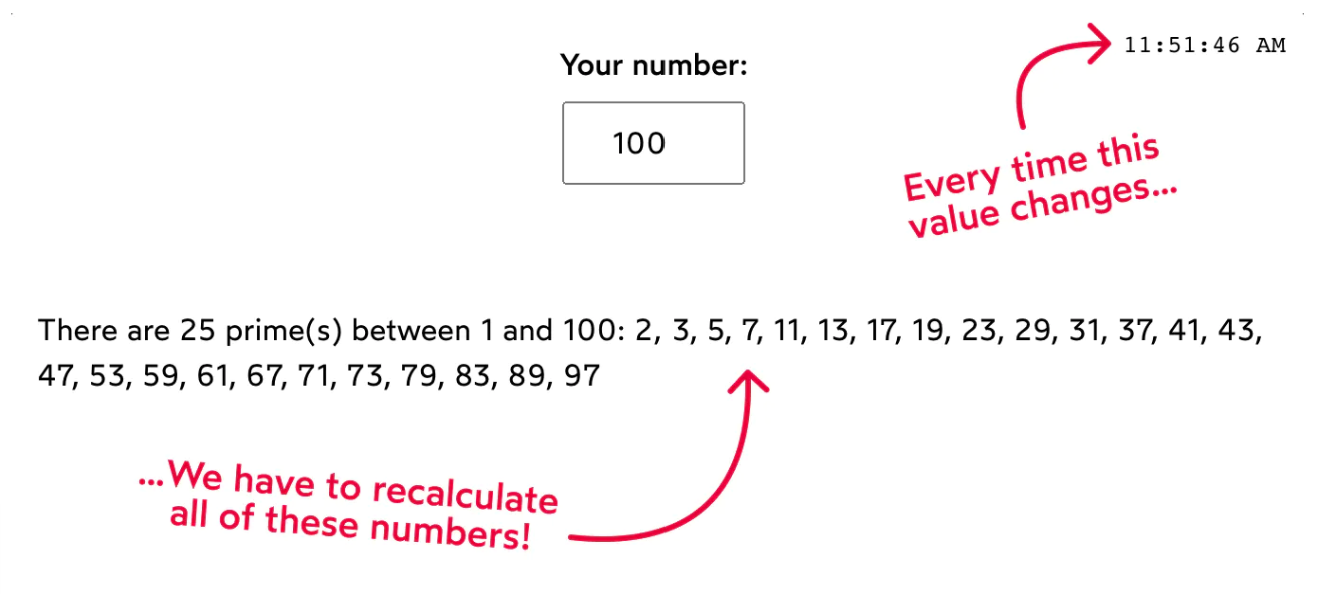 11:51:46 AM
Your number:
100
Every time this
value changes...
There are 25 prime(s) between 1 and 100: 2, 3, 5, 7, 11, 13, 17, 19, 23, 29, 31, 37, 41, 43,
47, 53, 59, 61, 67, 71, 73, 79, 83, 89, 97
...We have to recalculate
all of these numbers!